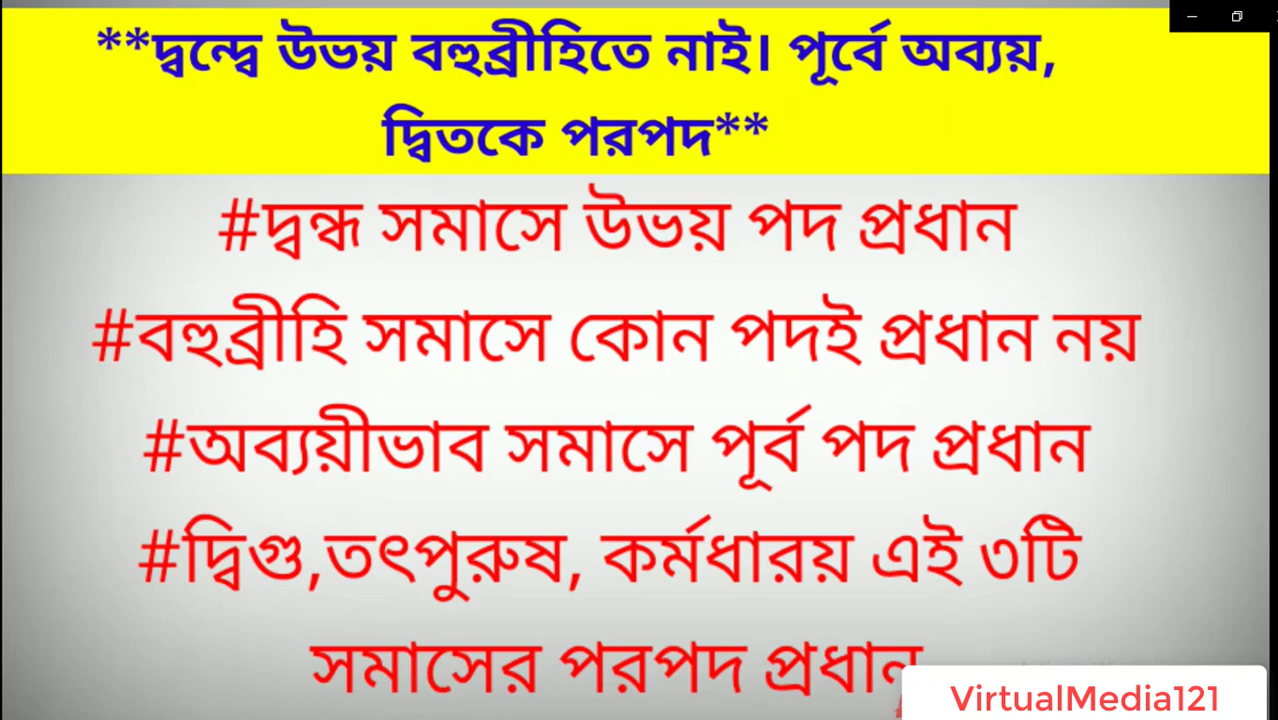 **দ্বন্দ্বে উভয় বহুব্রীহিতে নাই। পূর্বে অব্যয়,
দ্বিতকে পরপদ**
#দ্বন্ধ সমাসে উভয় পদ প্রধান
#বহুব্রীহি সমাসে কোন পদই প্রধান নয়
#অব্যয়ীভাব সমাসে পূর্ব পদ প্রধান
#দ্বিগু,তৎপুরুষ, কর্মধারয় এই ৩টি
সমাসের পরপদ প্রধান
VirtualMedia121